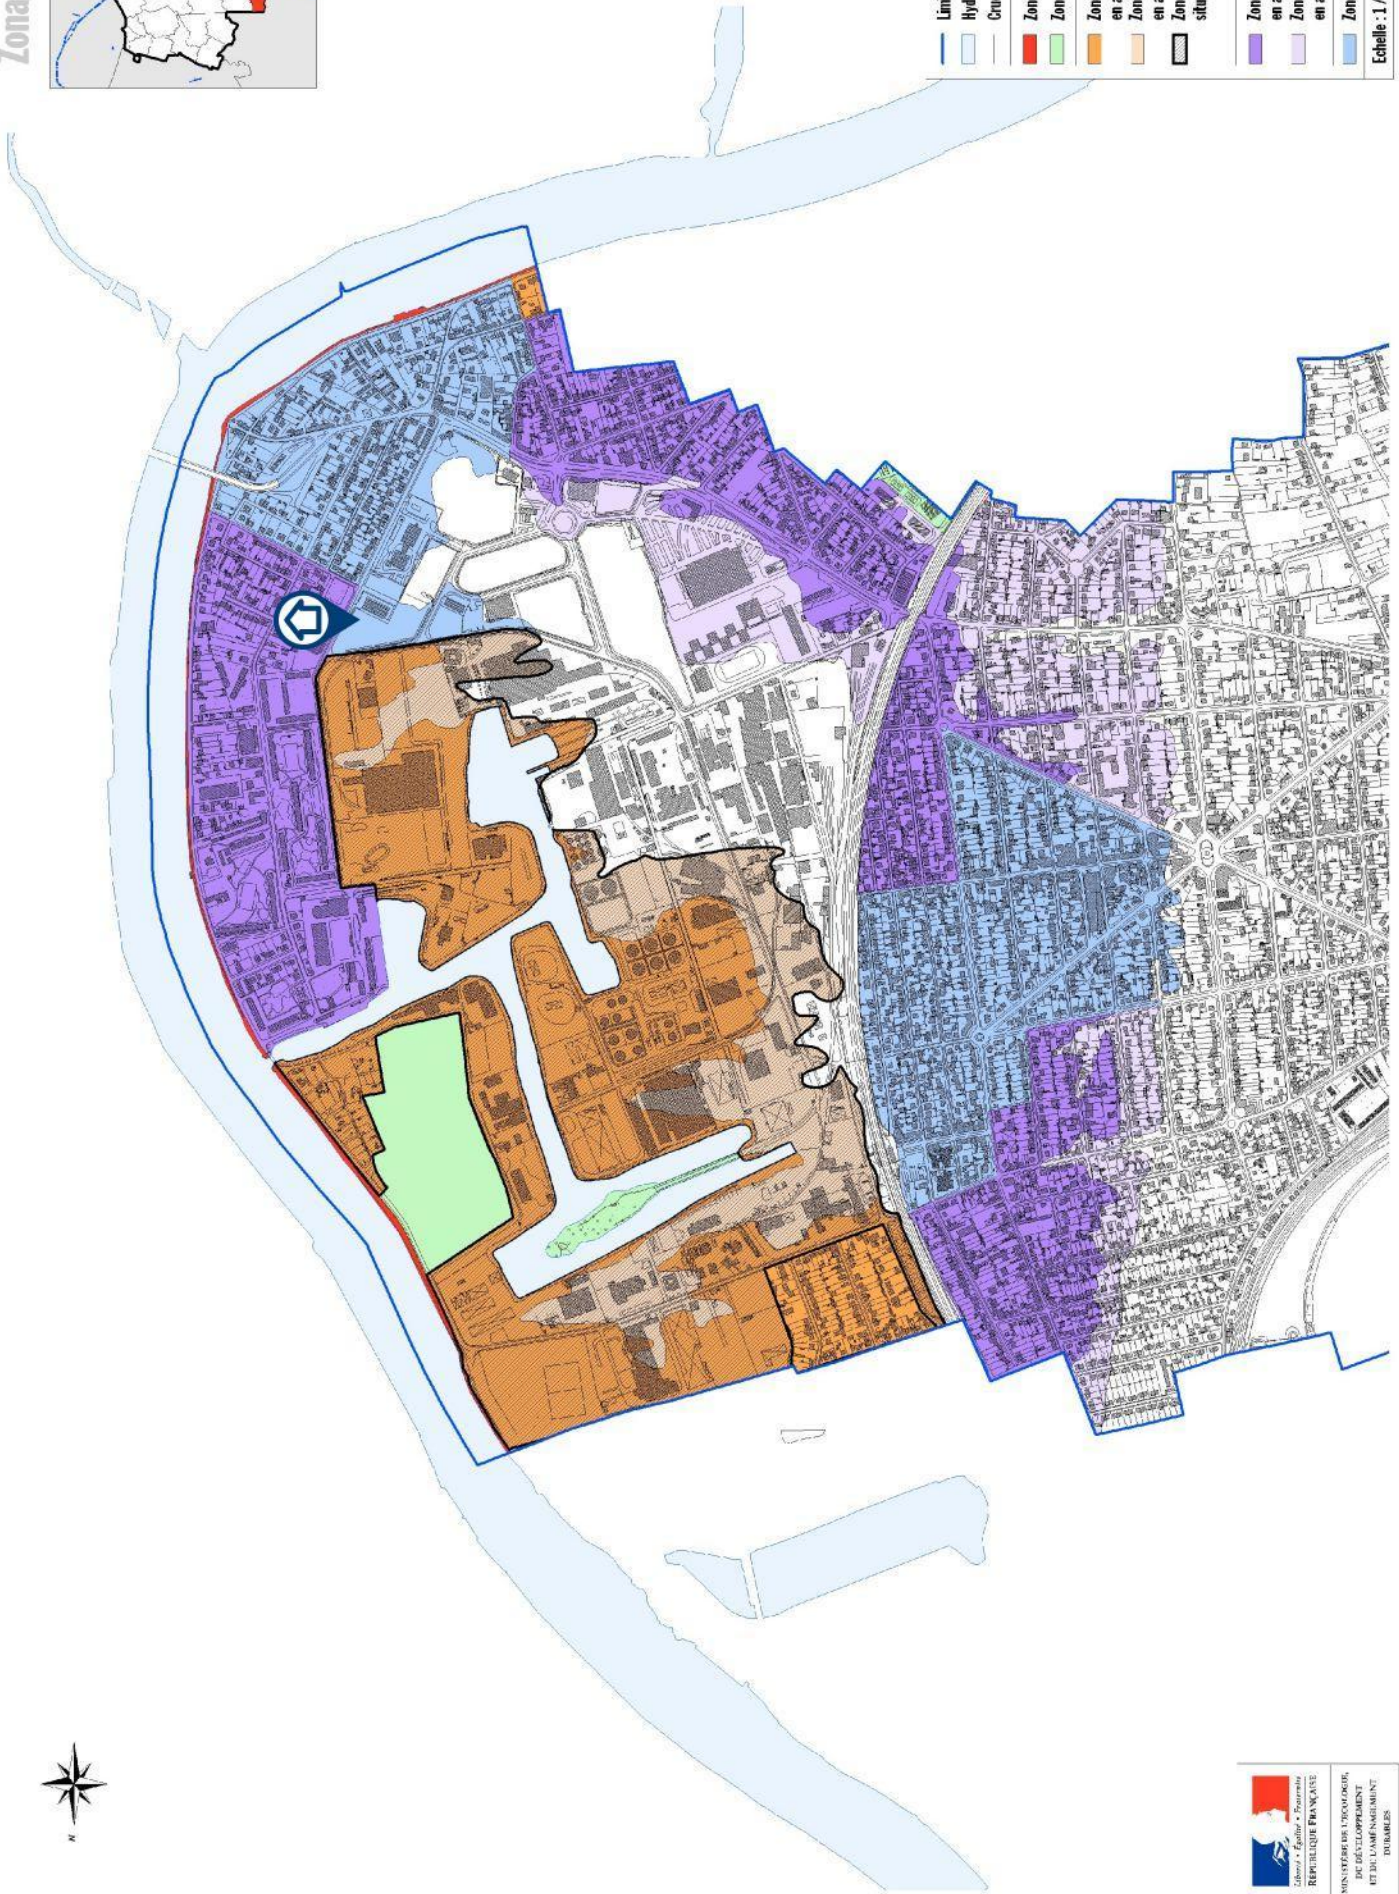 Zona
Lim
Hyd
Cru
Zon
Zon
Zon
en a
Zon
en a
Zon
situ
Zon
en a
Zon
en a
Zon
Echelle : 1 /
N
Liberté • Égalité • Fraternité
RÉPUBLIQUE FRANÇAISE
MINISTÈRE DE L'ÉCOLOGIE,
DU DÉVELOPPEMENT
ET DE L'AMÉNAGEMENT
DURABLES